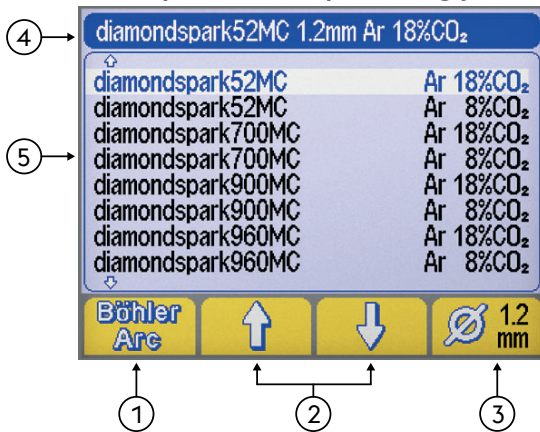 ④ diamondspark52MC 1.2mm Ar 18%CO₂
diamondspark52MC Ar 18%CO₂
diamondspark52MC Ar 8%CO₂
diamondspark700MC Ar 18%CO₂
⑤ diamondspark700MC Ar 8%CO₂
diamondspark900MC Ar 18%CO₂
diamondspark900MC Ar 8%CO₂
diamondspark960MC Ar 18%CO₂
diamondspark960MC Ar 8%CO₂
Böhler
Arc
Ø 1.2
mm
① ② ③